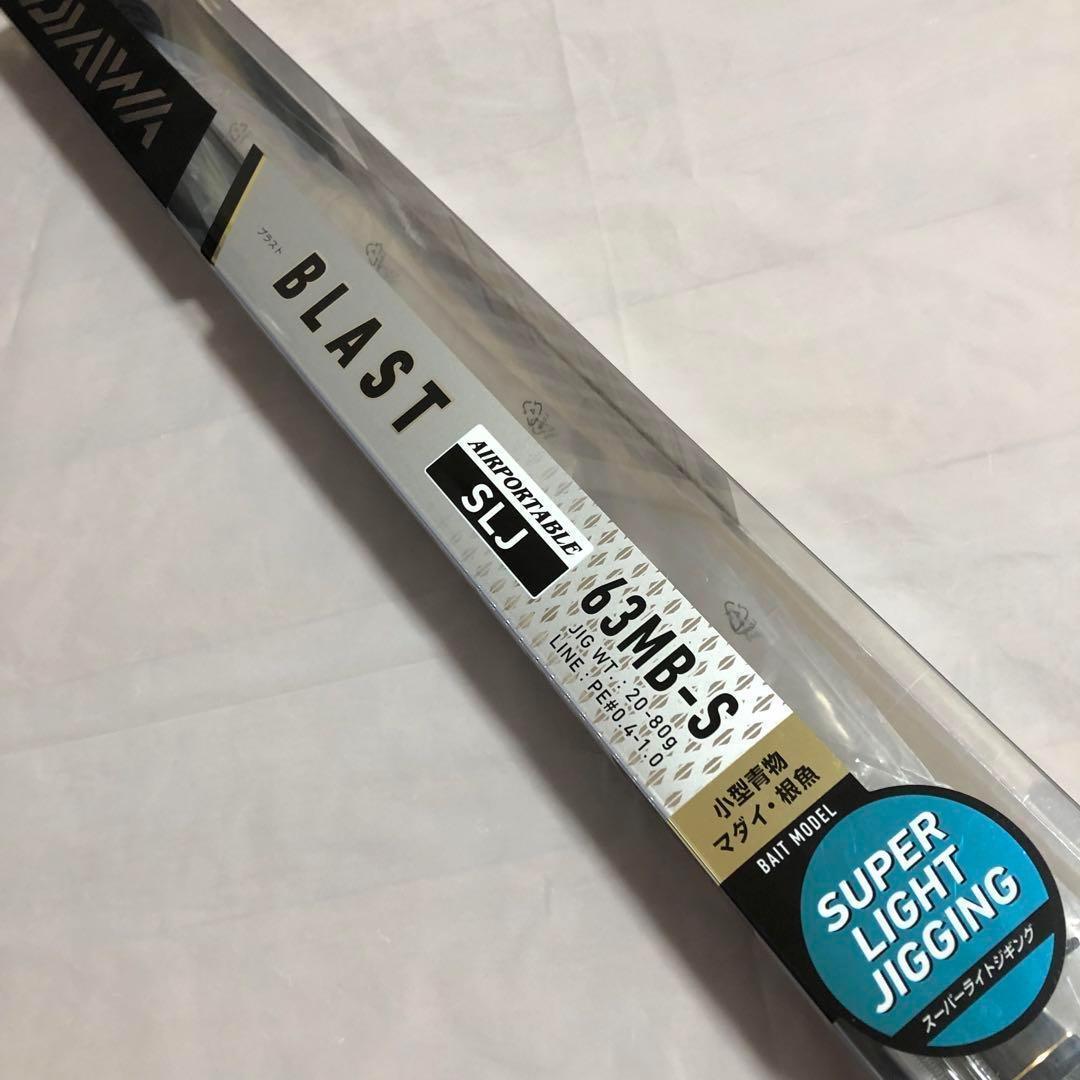 DAIWA
ブラスト
BLAST
AIRPORTABLE
SLJ
63MB-S
JIG WT. : 20-80g
LINE : PE#0.4-1.0
小型青物
マダイ・根魚
BAIT MODEL
SUPER
LIGHT
JIGGING
スーパーライトジギング